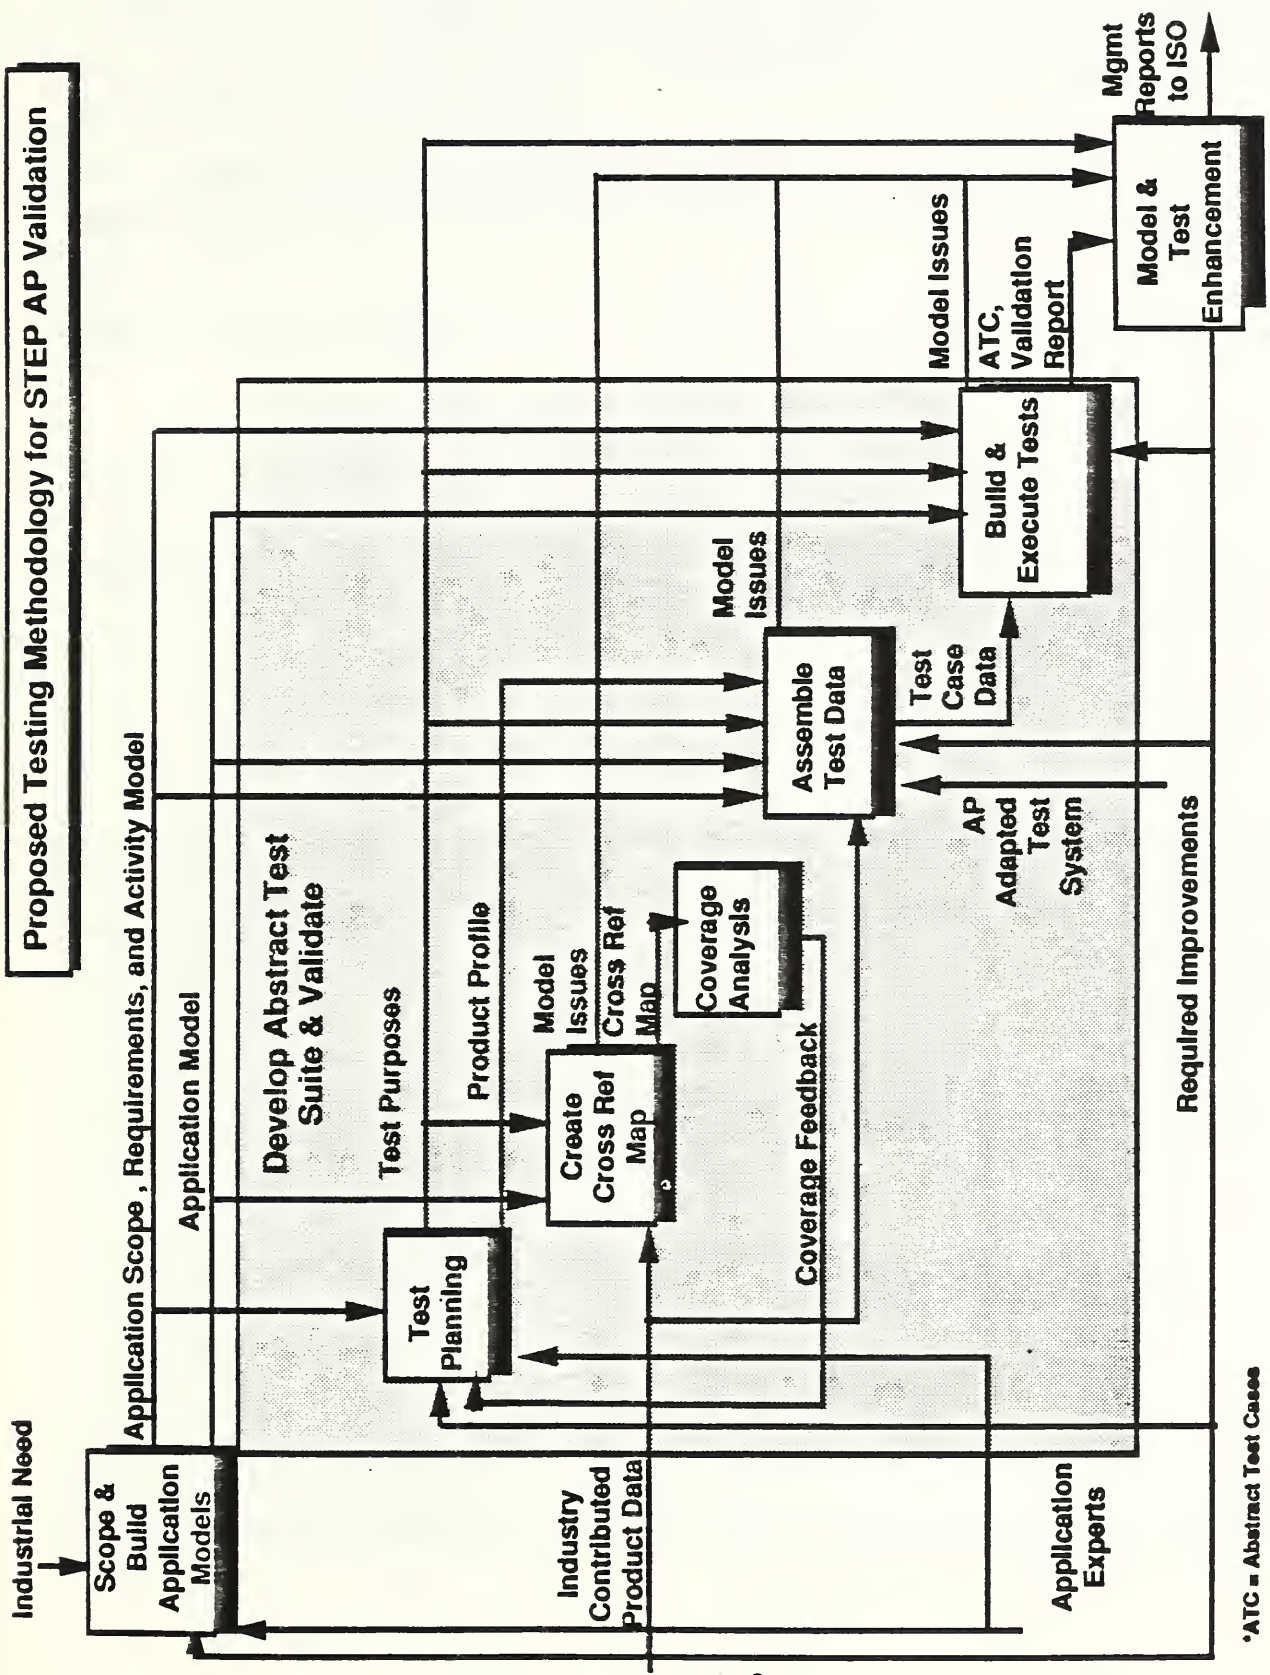 Proposed Testing Methodology for STEP AP Validation
Industrial Need
Scope &
Build
Application
Models
Application Scope, Requirements, and Activity Model
Application Model
Develop Abstract Test
Suite & Validate
Test Purposes
Product Profile
Test
Planning
Model
Issues
Cross Ref
Map
Create
Cross Ref
Map
Coverage
Analysis
Coverage Feedback
Model
Issues
Assemble
Test Data
Test
Case
Data
AP
Adapted
Test
System
Model Issues
ATC,
Validation
Report
Build &
Execute Tests
Mgmt
Reports
to ISO
Model &
Test
Enhancement
Industry
Contributed
Product Data
Application
Experts
Required Improvements
*ATC = Abstract Test Cases